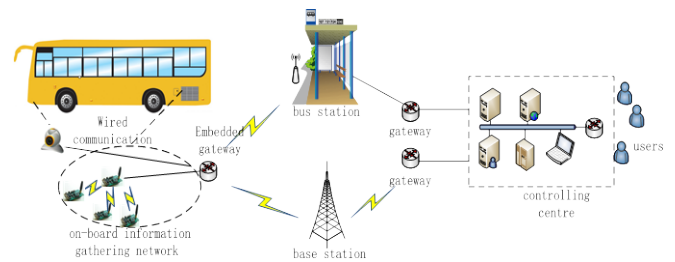 bus station
Wired
communication
Embedded
gateway
gateway
gateway
users
controlling
centre
on-board information
gathering network
base station